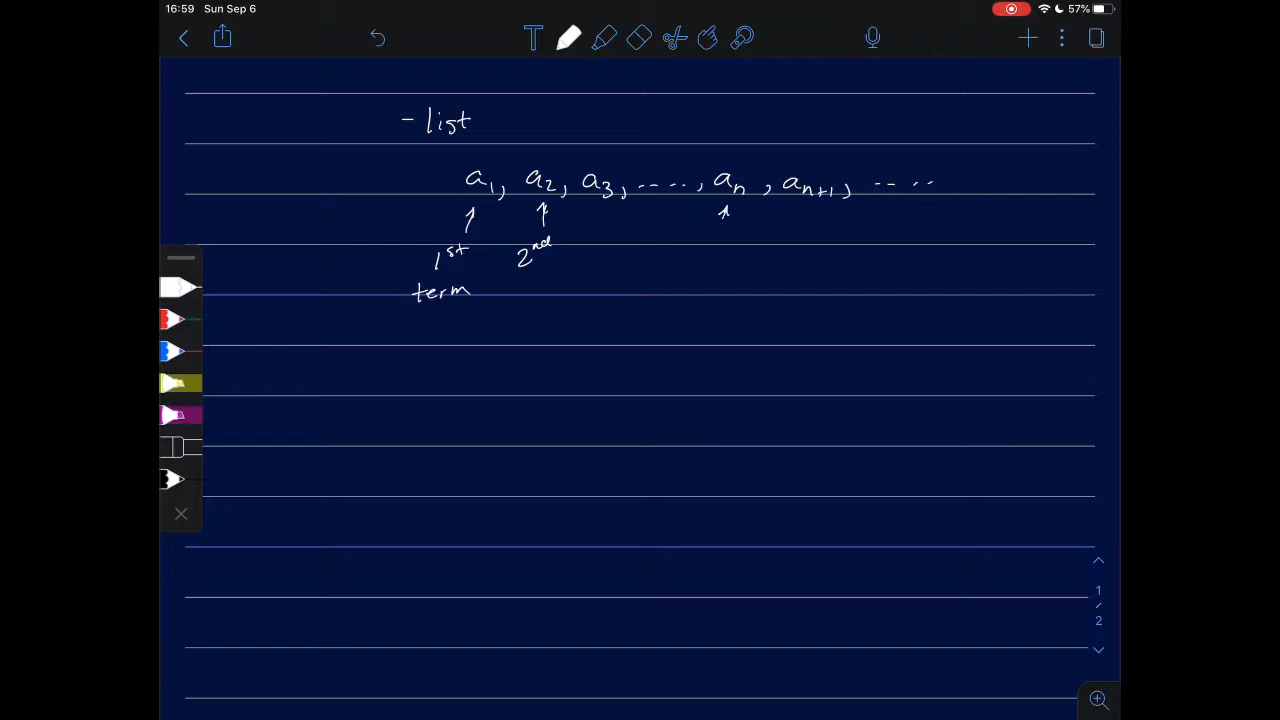 16:59 Sun Sep 6
57%
T
- list
a₁, a₂, a₃, ....., aₙ, aₙ₊₁, ....
1ˢᵗ 2ⁿᵈ
term
1
/
2